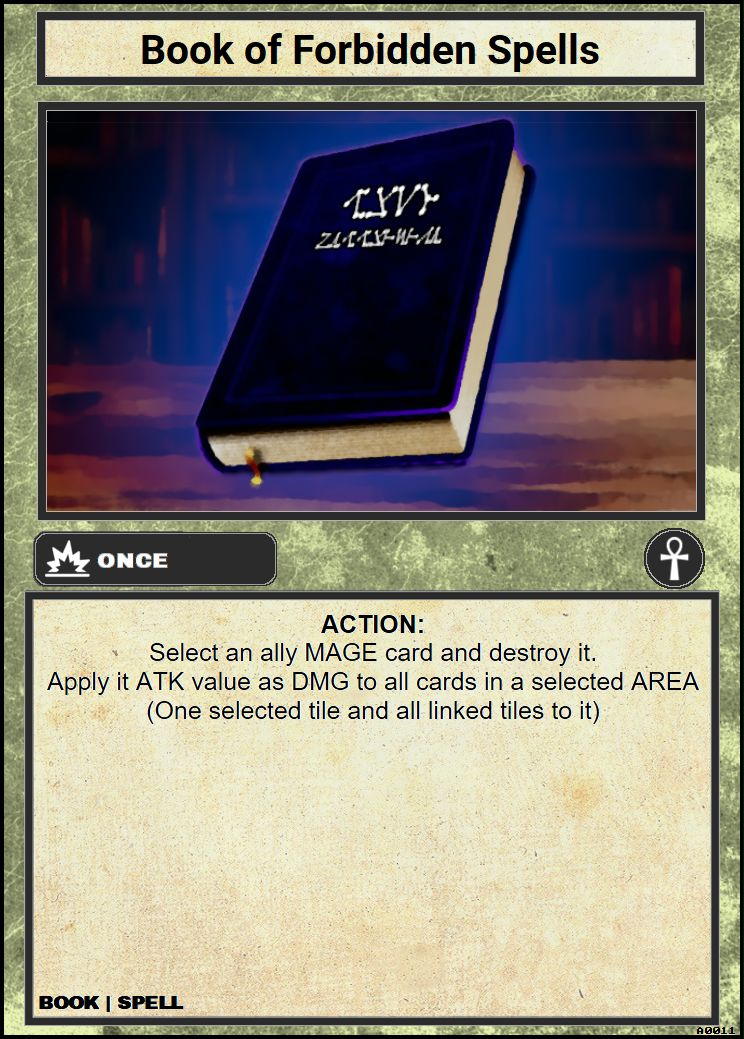 Book of Forbidden Spells
ONCE
ACTION:
Select an ally MAGE card and destroy it.
Apply it ATK value as DMG to all cards in a selected AREA
(One selected tile and all linked tiles to it)
BOOK | SPELL
A0011